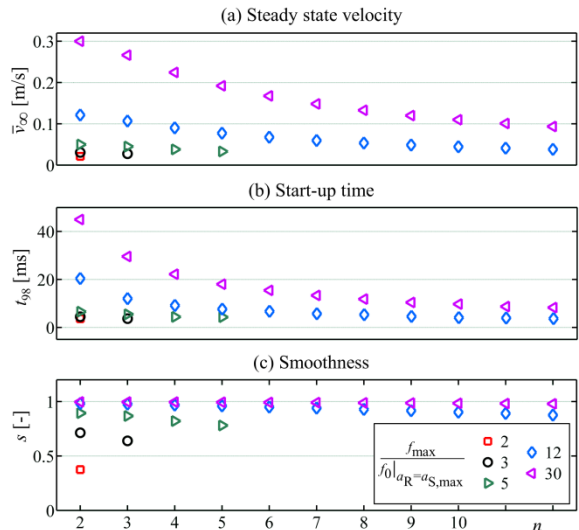 (a) Steady state velocity
0.3
0.2
0.1
0
v̄∞ [m/s]
(b) Start-up time
40
20
0
t98 [ms]
(c) Smoothness
1
0.5
0
s [-]
fmax
f0|aR=aS,max
2
3
5
12
30
2 3 4 5 6 7 8 9 10 n